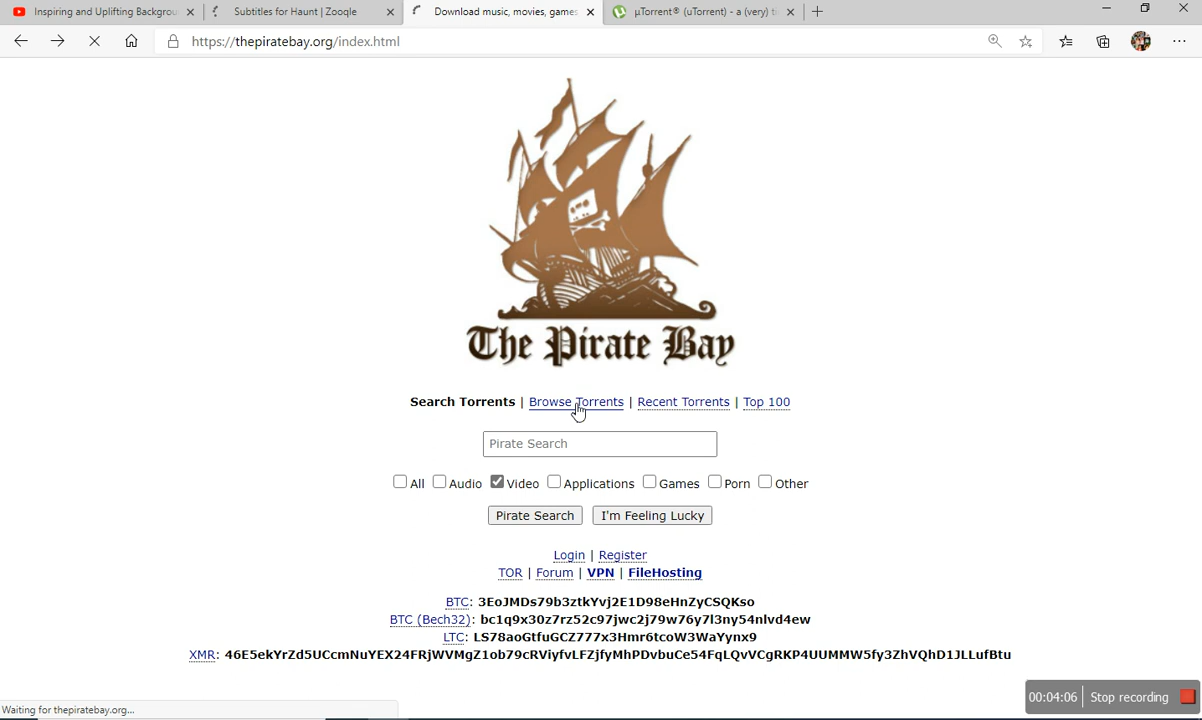 Inspiring and Uplifting Backgrou
Subtitles for Haunt | Zooqle
Download music, movies, games
µTorrent® (uTorrent) - a (very) ti
https://thepiratebay.org/index.html
The Pirate Bay
Search Torrents | Browse Torrents | Recent Torrents | Top 100
Pirate Search
All Audio Video Applications Games Porn Other
Pirate Search I'm Feeling Lucky
Login | Register
TOR | Forum | VPN | FileHosting
BTC: 3EoJMDs79b3ztkYvj2E1D98eHnZyCSQKso
BTC (Bech32): bc1q9x30z7rz52c97jwc2j79w76y7l3ny54nlvd4ew
LTC: LS78aoGtfuGCZ777x3Hmr6tcoW3WaYynx9
XMR: 46E5ekYrZd5UCcmNuYEX24FRjWVMgZ1ob79cRViyfvLFZjfyMhPDvbuCe54FqLQvVCgRKP4UUMMW5fy3ZhVQhD1JLLufBtu
00:04:06 Stop recording
Waiting for thepiratebay.org...